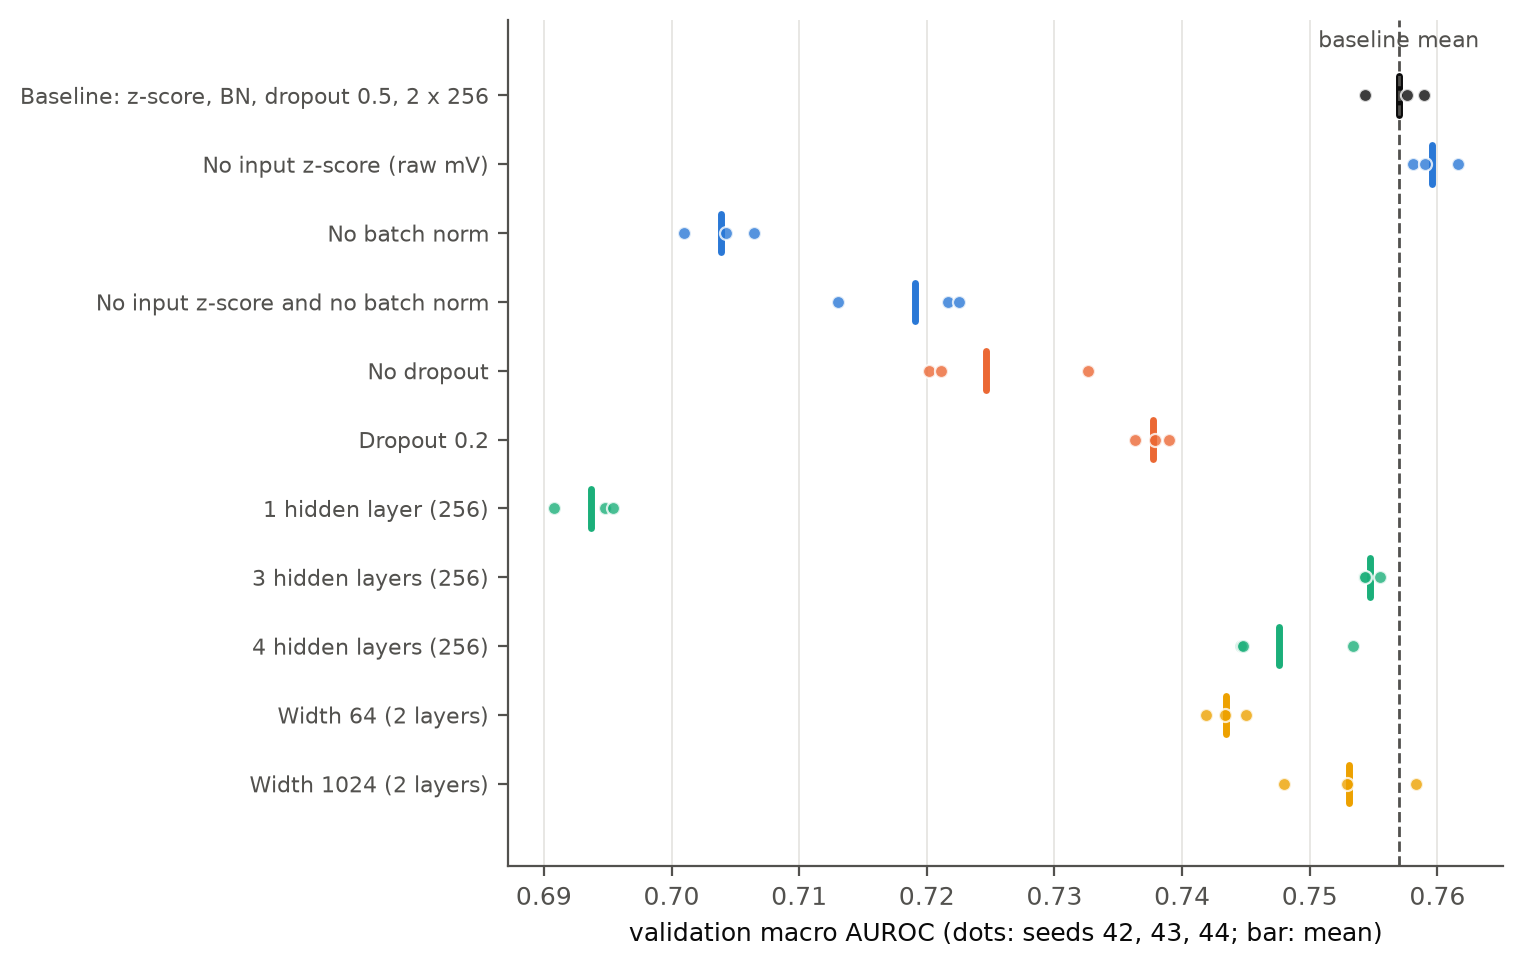 baseline mean
Baseline: z-score, BN, dropout 0.5, 2 x 256
No input z-score (raw mV)
No batch norm
No input z-score and no batch norm
No dropout
Dropout 0.2
1 hidden layer (256)
3 hidden layers (256)
4 hidden layers (256)
Width 64 (2 layers)
Width 1024 (2 layers)
0.69 0.70 0.71 0.72 0.73 0.74 0.75 0.76
validation macro AUROC (dots: seeds 42, 43, 44; bar: mean)